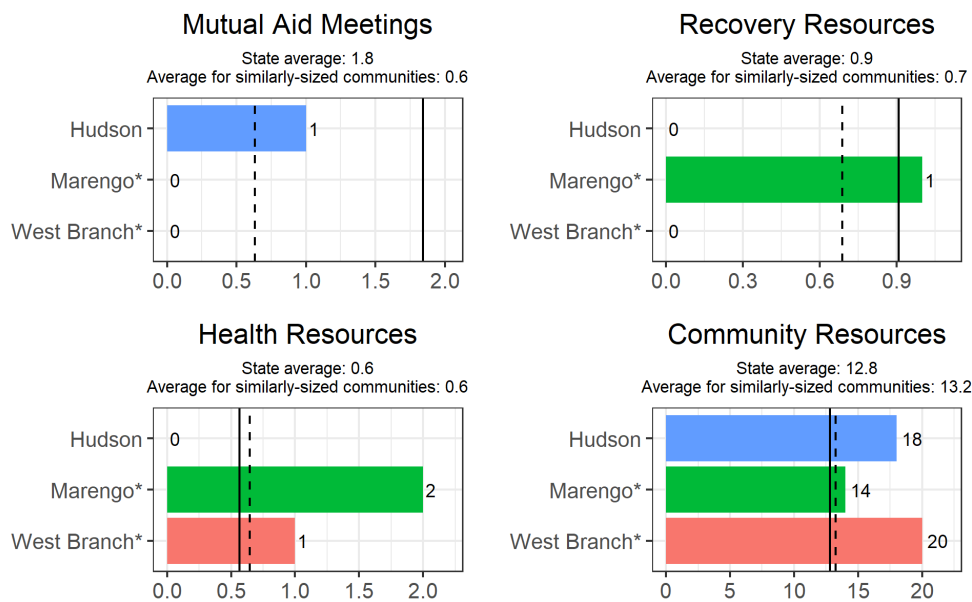 Mutual Aid Meetings
State average: 1.8
Average for similarly-sized communities: 0.6
Hudson 1
Marengo* 0
West Branch* 0
0.0 0.5 1.0 1.5 2.0
Recovery Resources
State average: 0.9
Average for similarly-sized communities: 0.7
Hudson 0
Marengo* 1
West Branch* 0
0.0 0.3 0.6 0.9
Health Resources
State average: 0.6
Average for similarly-sized communities: 0.6
Hudson 0
Marengo* 2
West Branch* 1
0.0 0.5 1.0 1.5 2.0
Community Resources
State average: 12.8
Average for similarly-sized communities: 13.2
Hudson 18
Marengo* 14
West Branch* 20
0 5 10 15 20